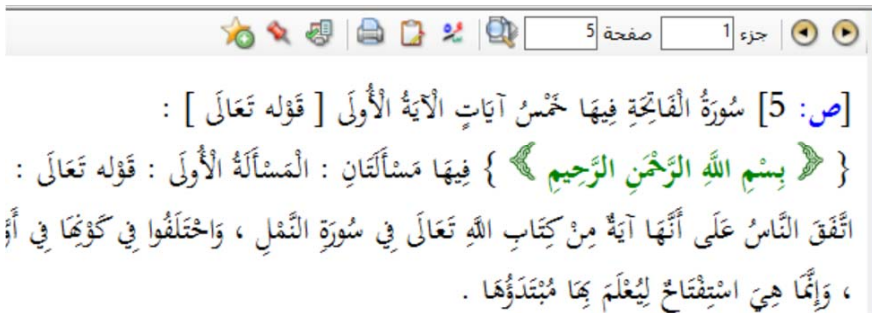 جزء 1 صفحة 5
[ص: 5] سُورَةُ الْفَاتِحَةِ فِيهَا خَمْسُ آيَاتٍ الْآيَةُ الْأُولَى [ قَوْله تَعَالَى ] :
{ ﴿ بِسْمِ اللَّهِ الرَّحْمَنِ الرَّحِيمِ ﴾ } فِيهَا مَسْأَلَتَانِ : الْمَسْأَلَةُ الْأُولَى : قَوْله تَعَالَى :
اتَّفَقَ النَّاسُ عَلَى أَنَّهَا آيَةٌ مِنْ كِتَابِ اللَّهِ تَعَالَى فِي سُورَةِ النَّمْلِ ، وَاخْتَلَفُوا فِي كَوْنِهَا فِي
، وَإِنَّمَا هِيَ اسْتِفْتَاحٌ لِيُعْلَمَ بِهَا مُبْتَدَؤُهَا .